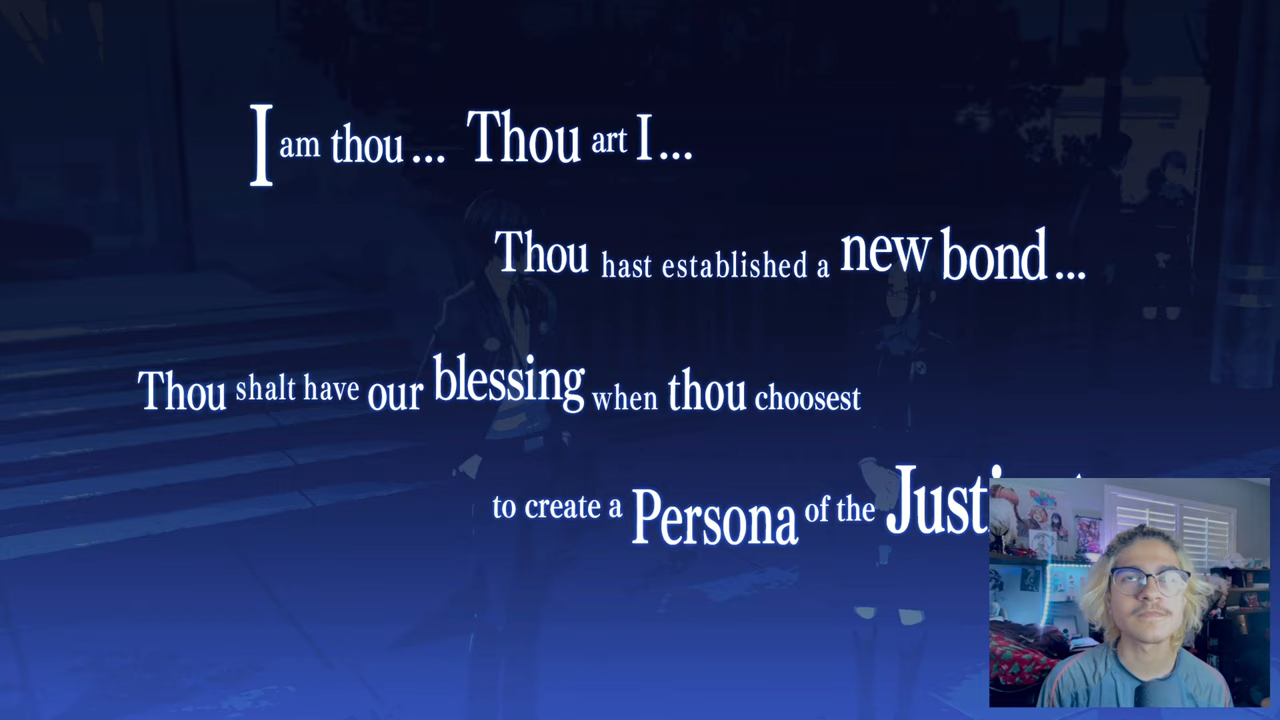 I am thou... Thou art I...
Thou hast established a new bond...
Thou shalt have our blessing when thou choosest
to create a Persona of the